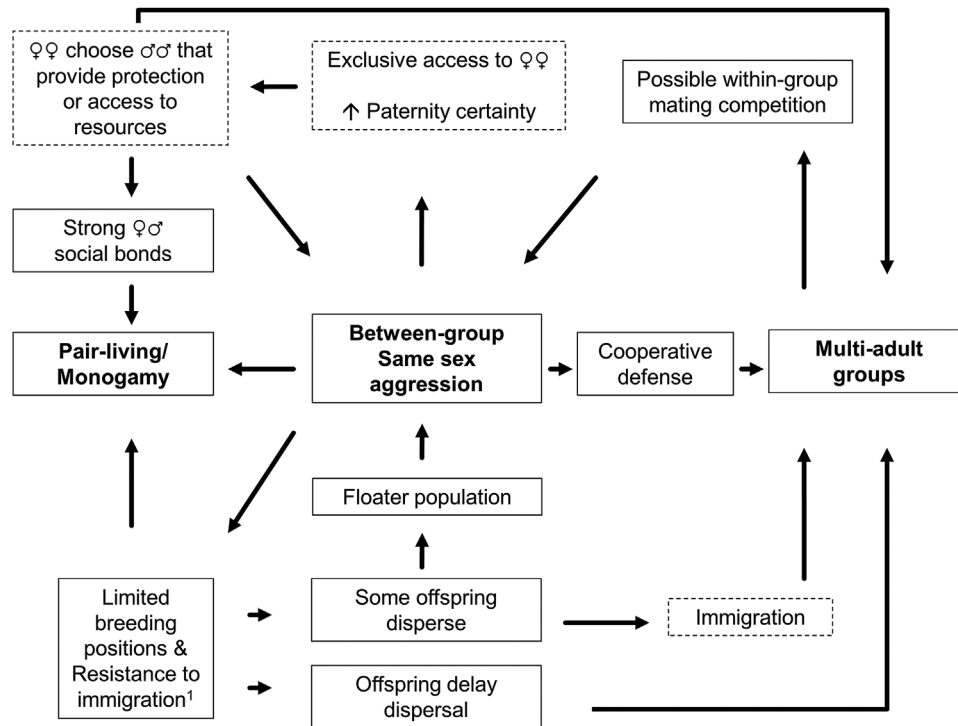 ♀♀ choose ♂♂ that
provide protection
or access to
resources
Exclusive access to ♀♀
↑ Paternity certainty
Possible within-group
mating competition
Strong ♀♂
social bonds
Pair-living/
Monogamy
Between-group
Same sex
aggression
Cooperative
defense
Multi-adult
groups
Floater population
Limited
breeding
positions &
Resistance to
immigration¹
Some offspring
disperse
Immigration
Offspring delay
dispersal